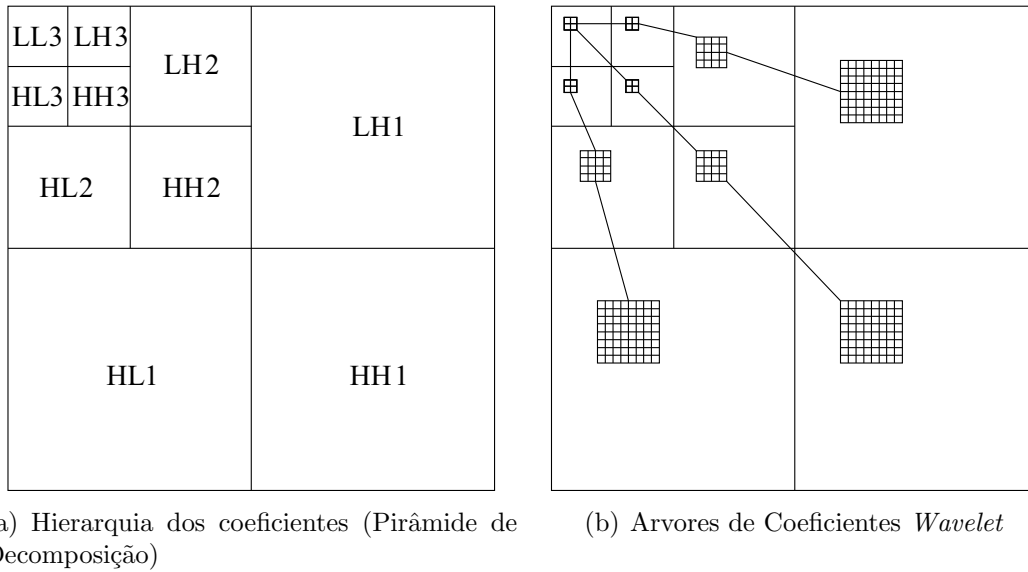 LL3 LH3
LH2
HL3 HH3
LH1
HL2 HH2
HL1 HH1
a) Hierarquia dos coeficientes (Pirâmide de
Decomposição)
(b) Arvores de Coeficientes Wavelet